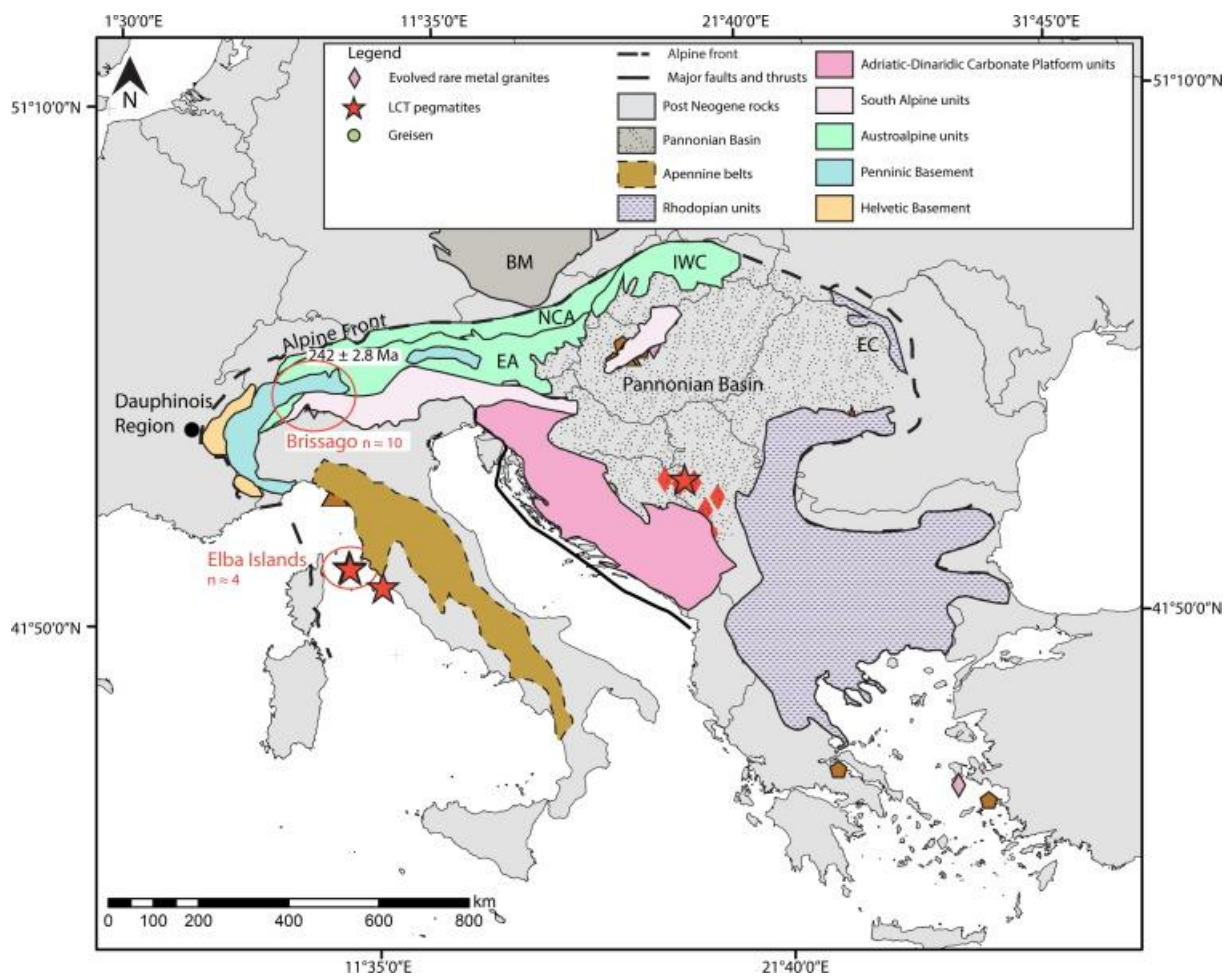 1°30'0"E
11°35'0"E
21°40'0"E
31°45'0"E
51°10'0"N
N
51°10'0"N
Legend
Evolved rare metal granites
LCT pegmatites
Greisen
Alpine front
Major faults and thrusts
Post Neogene rocks
Pannonian Basin
Apennine belts
Rhodopian units
Adriatic-Dinaridic Carbonate Platform units
South Alpine units
Austroalpine units
Penninic Basement
Helvetic Basement
BM
IWC
NCA
Alpine Front
242 ± 2.8 Ma
EA
EC
Pannonian Basin
Dauphinois
Region
Brissago n ≈ 10
Elba Islands
n ≈ 4
41°50'0"N
41°50'0"N
km
0 100 200 400 600 800
11°35'0"E
21°40'0"E